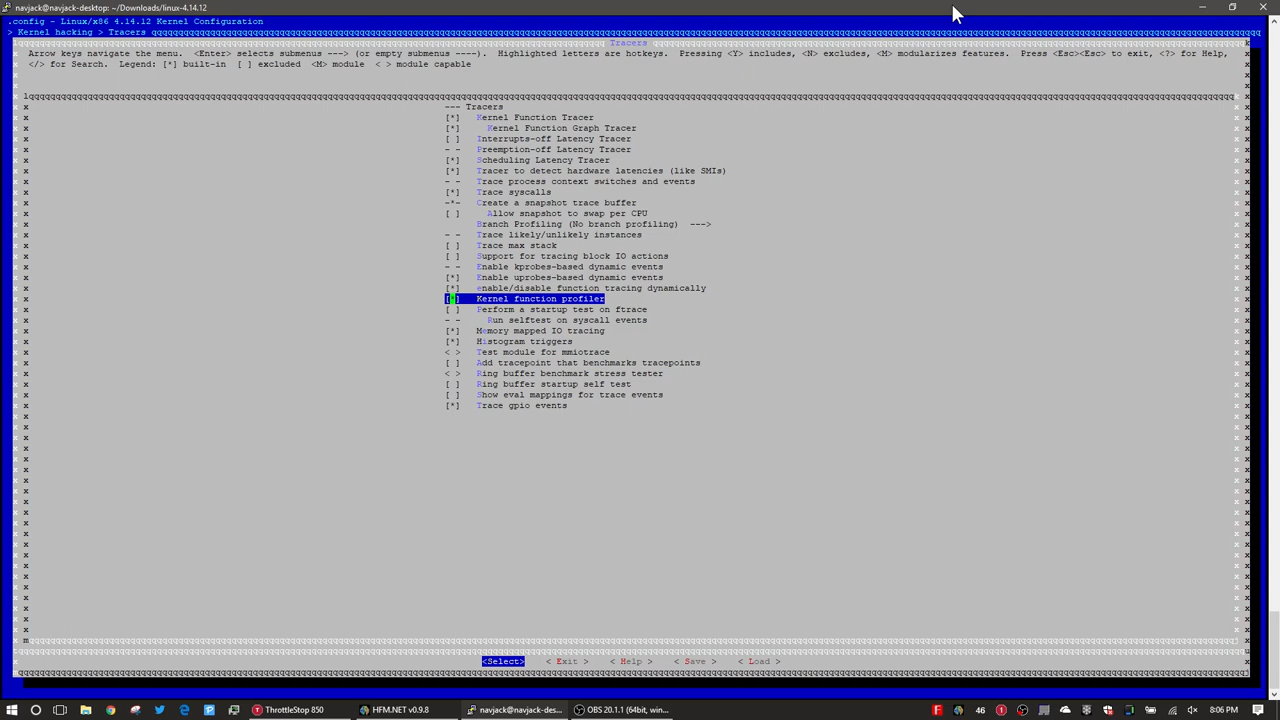 navjack@navjack-desktop: ~/Downloads/linux-4.14.12
.config - Linux/x86 4.14.12 Kernel Configuration
> Kernel hacking > Tracers
Tracers
Arrow keys navigate the menu.  <Enter> selects submenus ---> (or empty submenus ----).  Highlighted letters are hotkeys.  Pressing <Y> includes, <N> excludes, <M> modularizes features.  Press <Esc><Esc> to exit, <?> for Help,
</> for Search.  Legend: [*] built-in  [ ] excluded  <M> module  < > module capable
--- Tracers
[*]   Kernel Function Tracer
[*]     Kernel Function Graph Tracer
[ ]   Interrupts-off Latency Tracer
- -   Preemption-off Latency Tracer
[*]   Scheduling Latency Tracer
[*]   Tracer to detect hardware latencies (like SMIs)
- -   Trace process context switches and events
[*]   Trace syscalls
-*-   Create a snapshot trace buffer
[ ]     Allow snapshot to swap per CPU
Branch Profiling (No branch profiling)  --->
- -   Trace likely/unlikely instances
[ ]   Trace max stack
[ ]   Support for tracing block IO actions
- -   Enable kprobes-based dynamic events
[*]   Enable uprobes-based dynamic events
[*]   enable/disable function tracing dynamically
[*]   Kernel function profiler
[ ]   Perform a startup test on ftrace
- -     Run selftest on syscall events
[*]   Memory mapped IO tracing
[*]   Histogram triggers
< >   Test module for mmiotrace
[ ]   Add tracepoint that benchmarks tracepoints
< >   Ring buffer benchmark stress tester
[ ]   Ring buffer startup self test
[ ]   Show eval mappings for trace events
[*]   Trace gpio events
<Select>    < Exit >    < Help >    < Save >    < Load >
ThrottleStop 850
HFM.NET v0.9.8
navjack@navjack-des...
OBS 20.1.1 (64bit, win...
48
8:06 PM